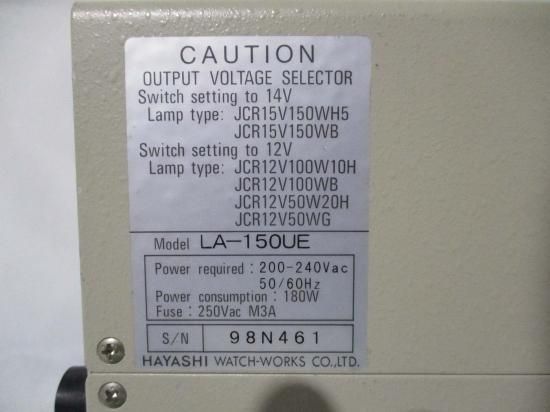 CAUTION
OUTPUT VOLTAGE SELECTOR
Switch setting to 14V
Lamp type: JCR15V150WH5
JCR15V150WB
Switch setting to 12V
Lamp type: JCR12V100W10H
JCR12V100WB
JCR12V50W20H
JCR12V50WG
Model LA-150UE
Power required : 200-240Vac
50/60Hz
Power consumption : 180W
Fuse : 250Vac M3A
S/N 98N461
HAYASHI WATCH-WORKS CO.,LTD.